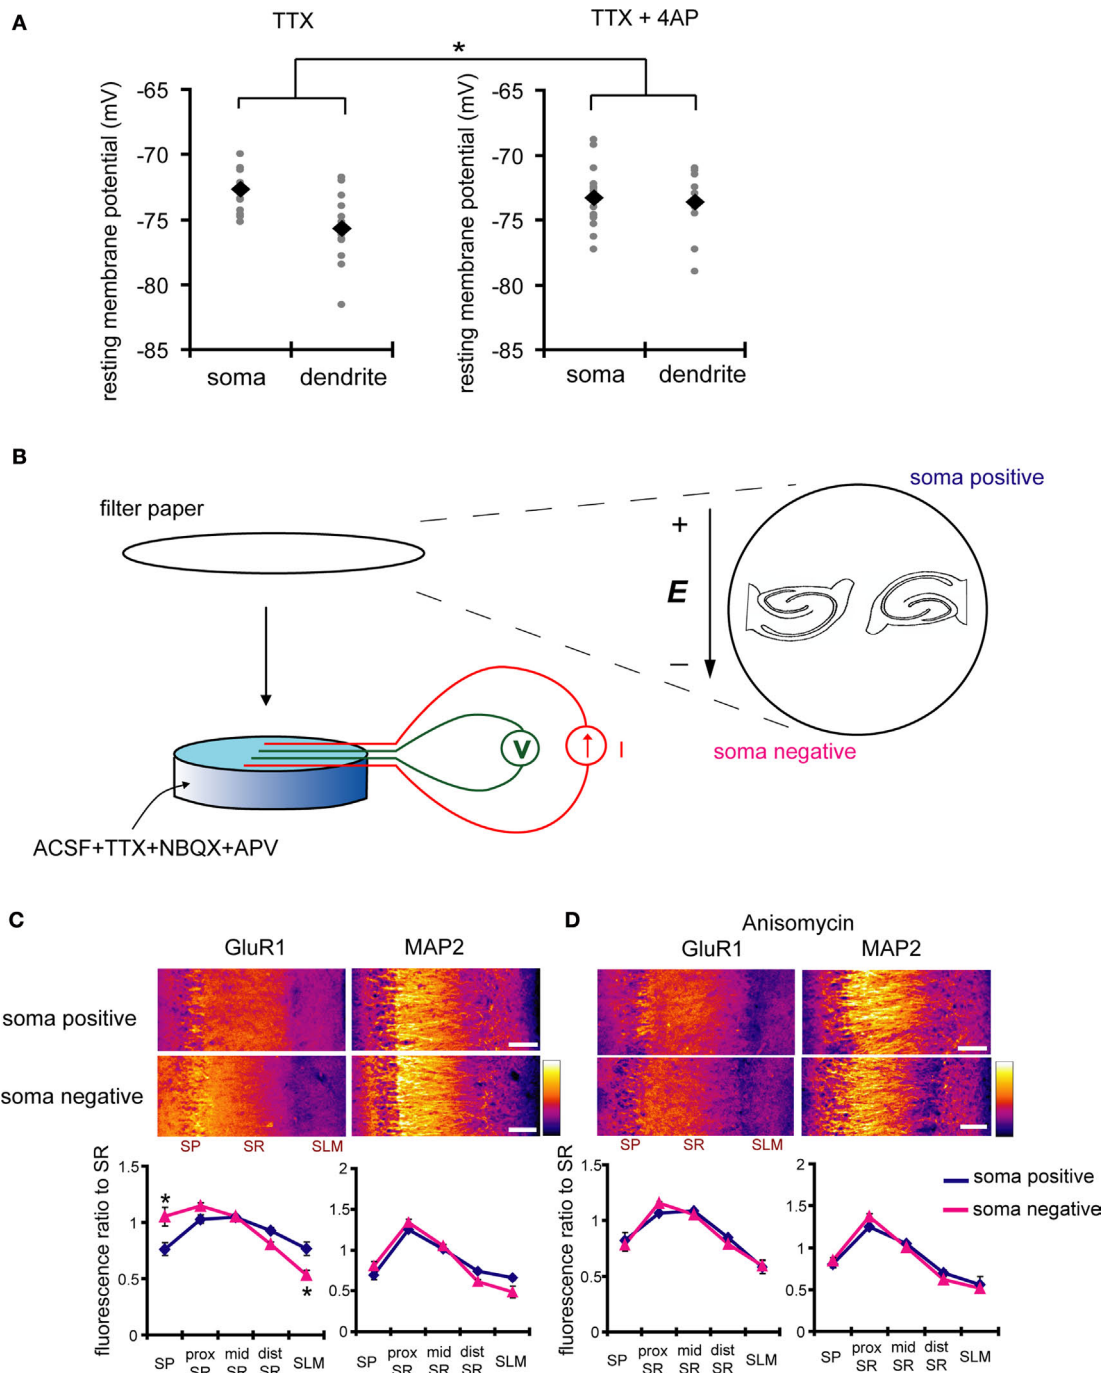 A
TTX
TTX + 4AP
*
resting membrane potential (mV)
-65
-70
-75
-80
-85
soma
dendrite
resting membrane potential (mV)
-65
-70
-75
-80
-85
soma
dendrite
B
filter paper
soma positive
+
E
–
soma negative
V
I
ACSF+TTX+NBQX+APV
C
GluR1
MAP2
soma positive
soma negative
SP
SR
SLM
fluorescence ratio to SR
1.5
1
0.5
0
*
*
SP
prox SR
mid SR
dist SR
SLM
2
1.5
1
0.5
0
SP
prox SR
mid SR
dist SR
SLM
D
Anisomycin
GluR1
MAP2
SP
SR
SLM
fluorescence ratio to SR
1.5
1
0.5
0
SP
prox SR
mid SR
dist SR
SLM
2
1.5
1
0.5
0
SP
prox SR
mid SR
dist SR
SLM
soma positive
soma negative